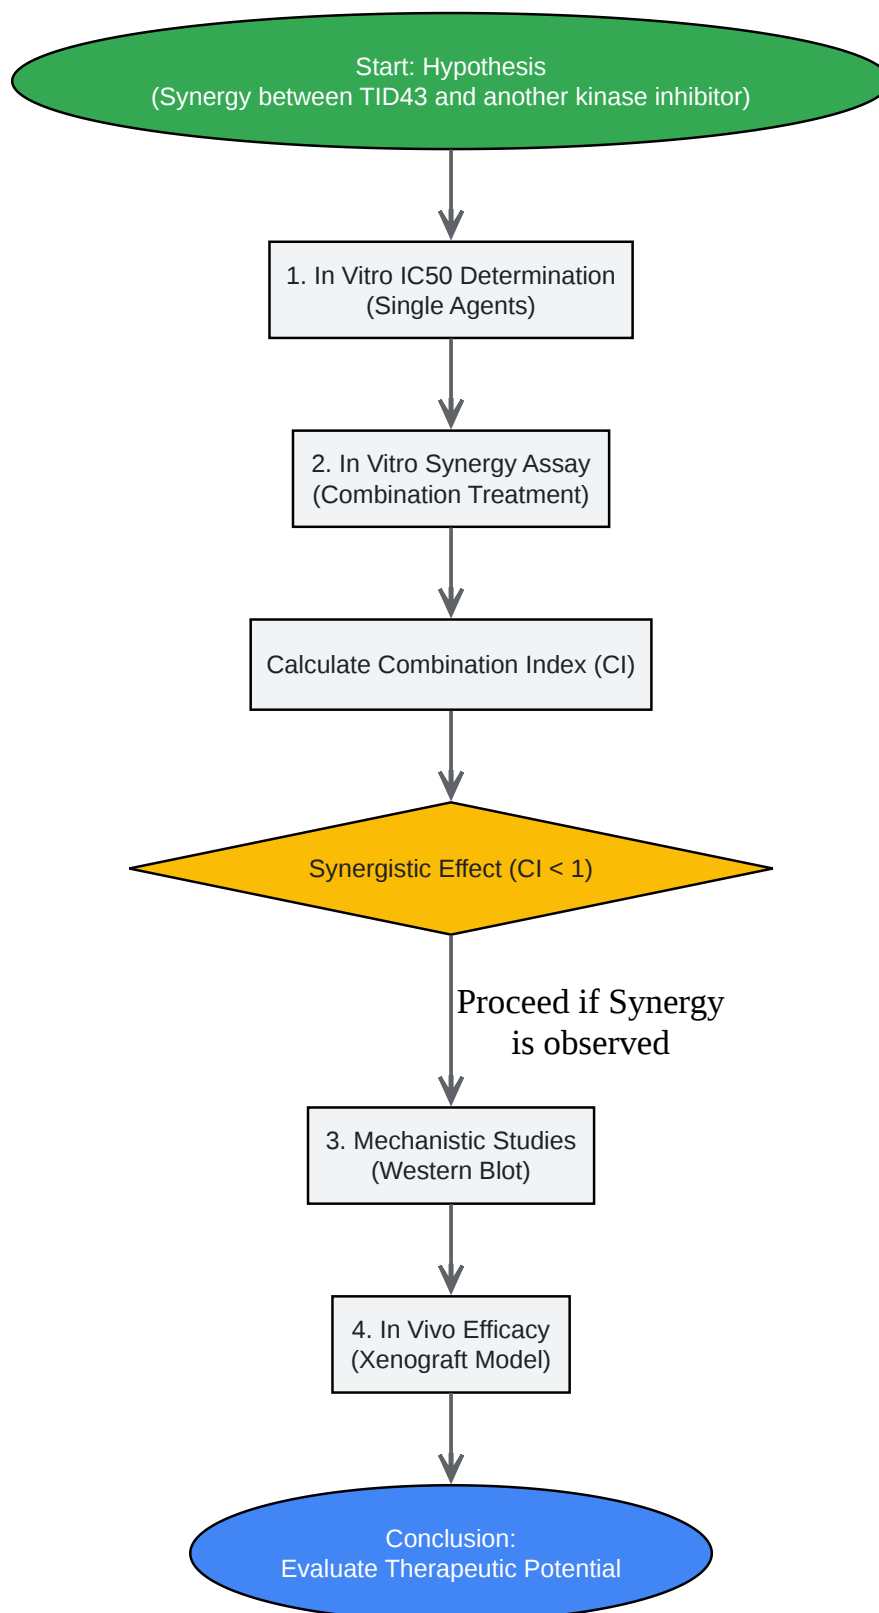 Start: Hypothesis
(Synergy between TID43 and another kinase inhibitor)
1. In Vitro IC50 Determination
(Single Agents)
2. In Vitro Synergy Assay
(Combination Treatment)
Calculate Combination Index (CI)
Synergistic Effect (CI < 1)
Proceed if Synergy
is observed
3. Mechanistic Studies
(Western Blot)
4. In Vivo Efficacy
(Xenograft Model)
Conclusion:
Evaluate Therapeutic Potential